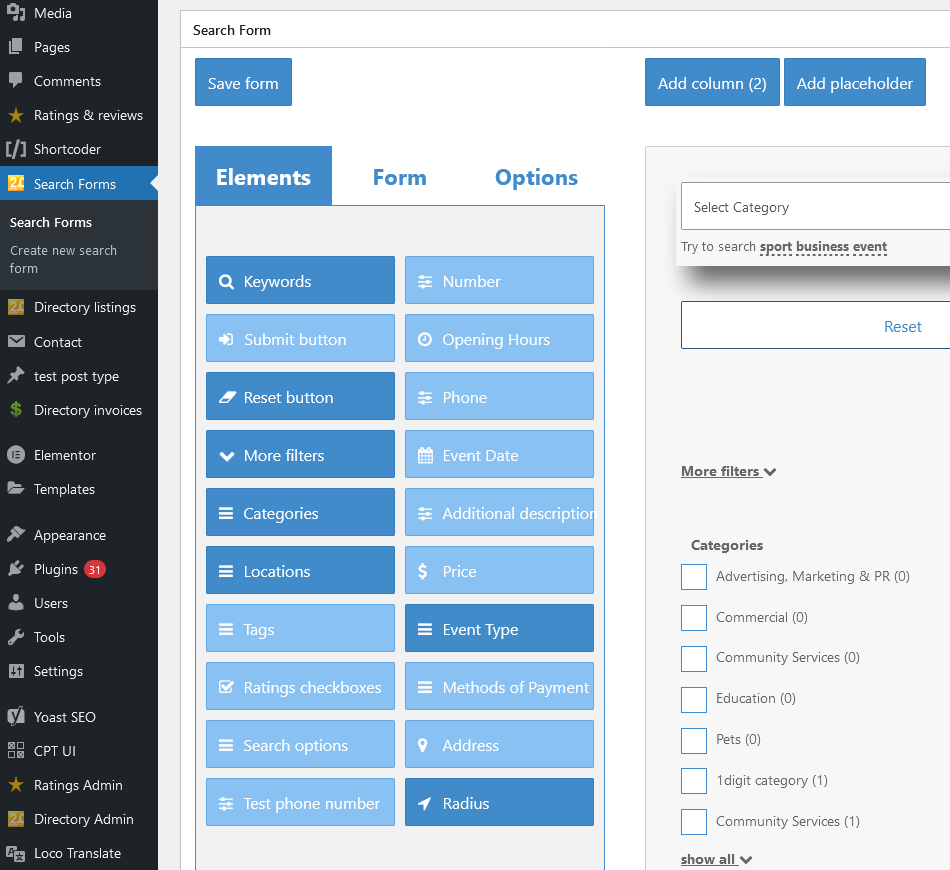 Media
Pages
Comments
Ratings & reviews
Shortcoder
Search Forms
Search Forms
Create new search
form
Directory listings
Contact
test post type
Directory invoices
Elementor
Templates
Appearance
Plugins 31
Users
Tools
Settings
Yoast SEO
CPT UI
Ratings Admin
Directory Admin
Loco Translate
Search Form
Save form
Add column (2)
Add placeholder
Elements
Form
Options
Keywords
Number
Submit button
Opening Hours
Reset button
Phone
More filters
Event Date
Categories
Additional description
Locations
Price
Tags
Event Type
Ratings checkboxes
Methods of Payment
Search options
Address
Test phone number
Radius
Select Category
Try to search sport business event
Reset
More filters
Categories
Advertising, Marketing & PR (0)
Commercial (0)
Community Services (0)
Education (0)
Pets (0)
1digit category (1)
Community Services (1)
show all